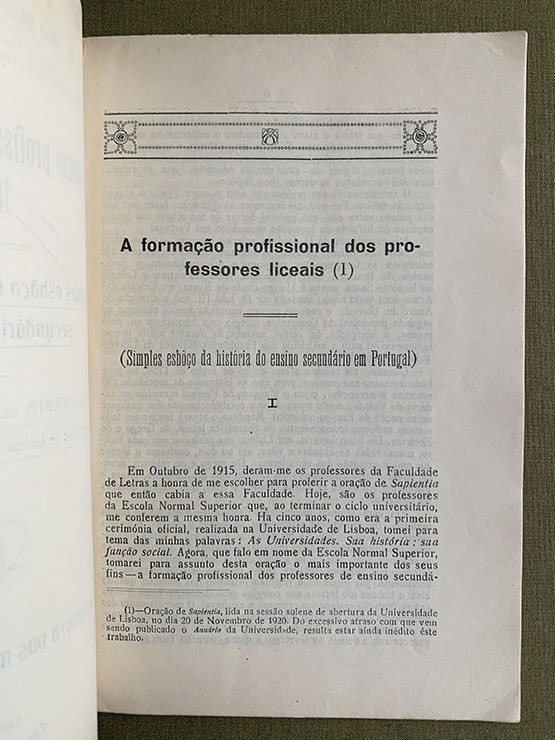 A formação profissional dos pro-
fessores liceais (1)
(Simples esbôço da história do ensino secundário em Portugal)
I
Em Outubro de 1915, deram-me os professores da Faculdade
de Letras a honra de me escolher para proferir a oração de Sapientia
que então cabia a essa Faculdade. Hoje, são os professores
da Escola Normal Superior que, ao terminar o ciclo universitário,
me conferem a mesma honra. Ha cinco anos, como era a primeira
cerimónia oficial, realizada na Universidade de Lisboa, tomei para
tema das minhas palavras: As Universidades. Sua história; sua
função social. Agora, que falo em nome da Escola Normal Superior,
tomarei para assunto desta oração o mais importante dos seus
fins—a formação profissional dos professores de ensino secundá-
(1)—Oração de Sapientia, lida na sessão solene de abertura da Universidade
de Lisboa, no dia 20 de Novembro de 1920. Do excessivo atraso com que vem
sendo publicado o Anuário da Universidade, resulta estar ainda inédito êste
trabalho.